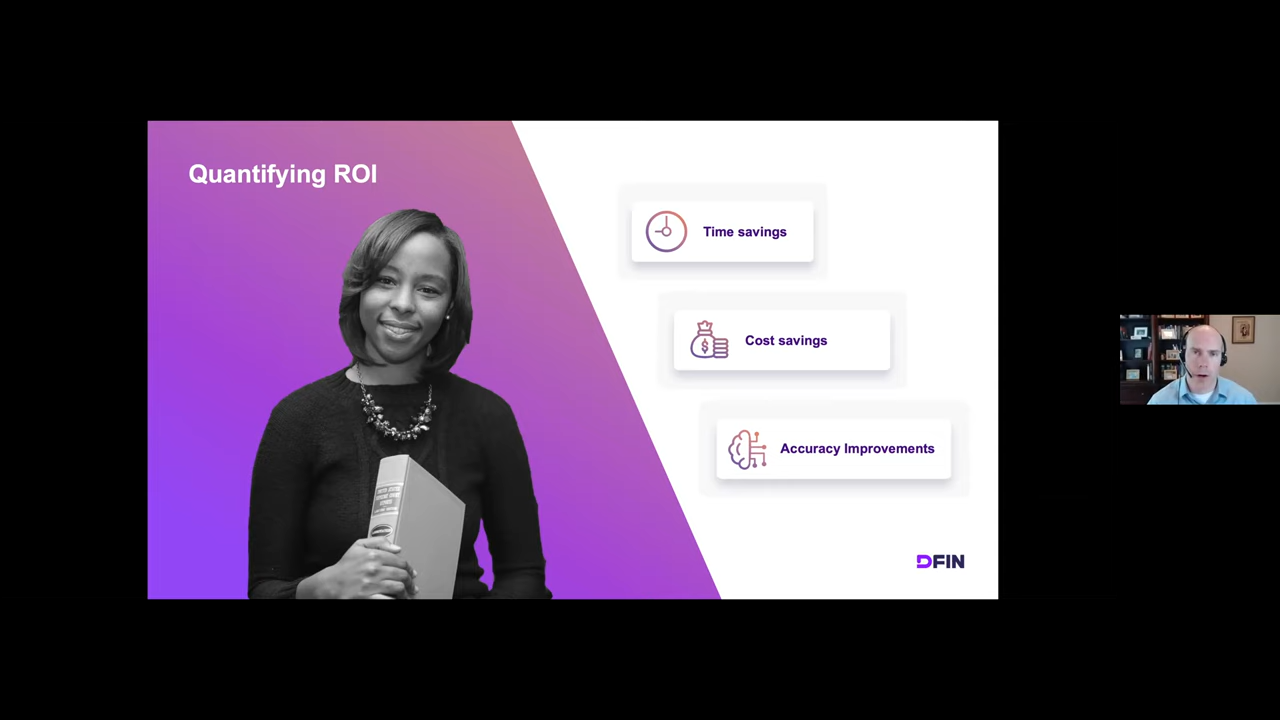 Quantifying ROI
Time savings
Cost savings
Accuracy Improvements
DFIN